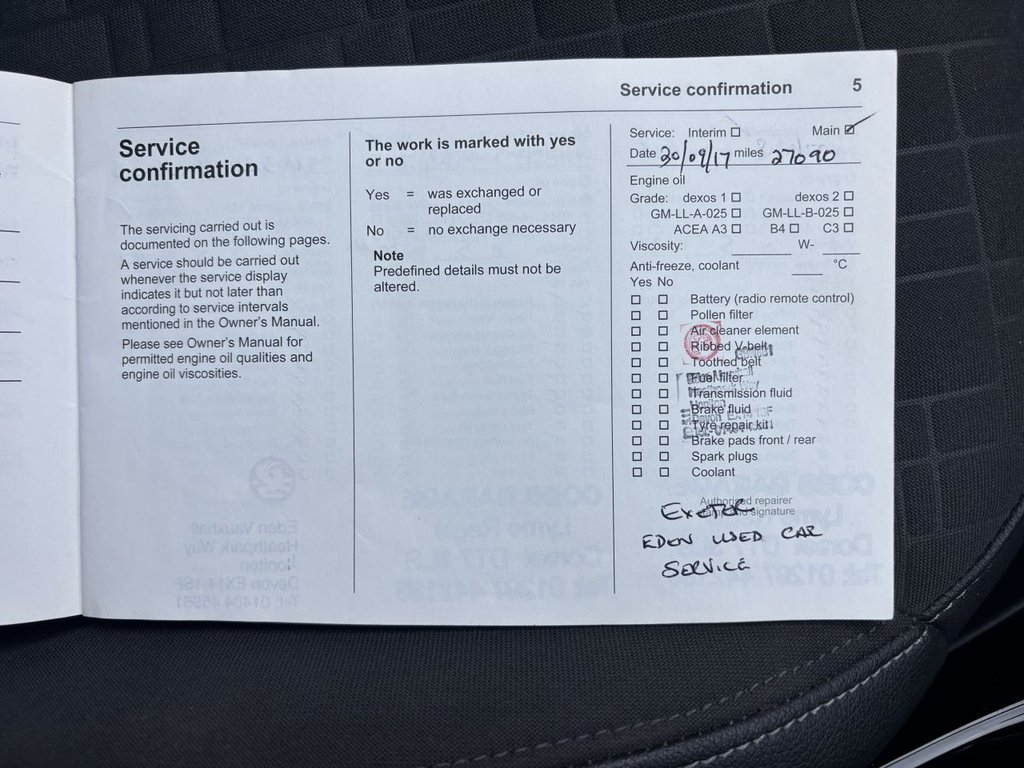 Service confirmation 5
Service
confirmation
The servicing carried out is
documented on the following pages.
A service should be carried out
whenever the service display
indicates it but not later than
according to service intervals
mentioned in the Owner's Manual.
Please see Owner's Manual for
permitted engine oil qualities and
engine oil viscosities.
The work is marked with yes
or no
Yes = was exchanged or
replaced
No = no exchange necessary
Note
Predefined details must not be
altered.
Service: Interim Main
Date 30/09/17 miles 27090
Engine oil
Grade: dexos 1 dexos 2
GM-LL-A-025 GM-LL-B-025
ACEA A3 B4 C3
Viscosity: W-
Anti-freeze, coolant °C
Yes No
Battery (radio remote control)
Pollen filter
Air cleaner element
Ribbed V-belt
Toothed belt
Fuel filter
Transmission fluid
Brake fluid
Tyre repair kit
Brake pads front / rear
Spark plugs
Coolant
Authorised repairer
and signature
EXETER
EDEN USED CAR
SERVICE